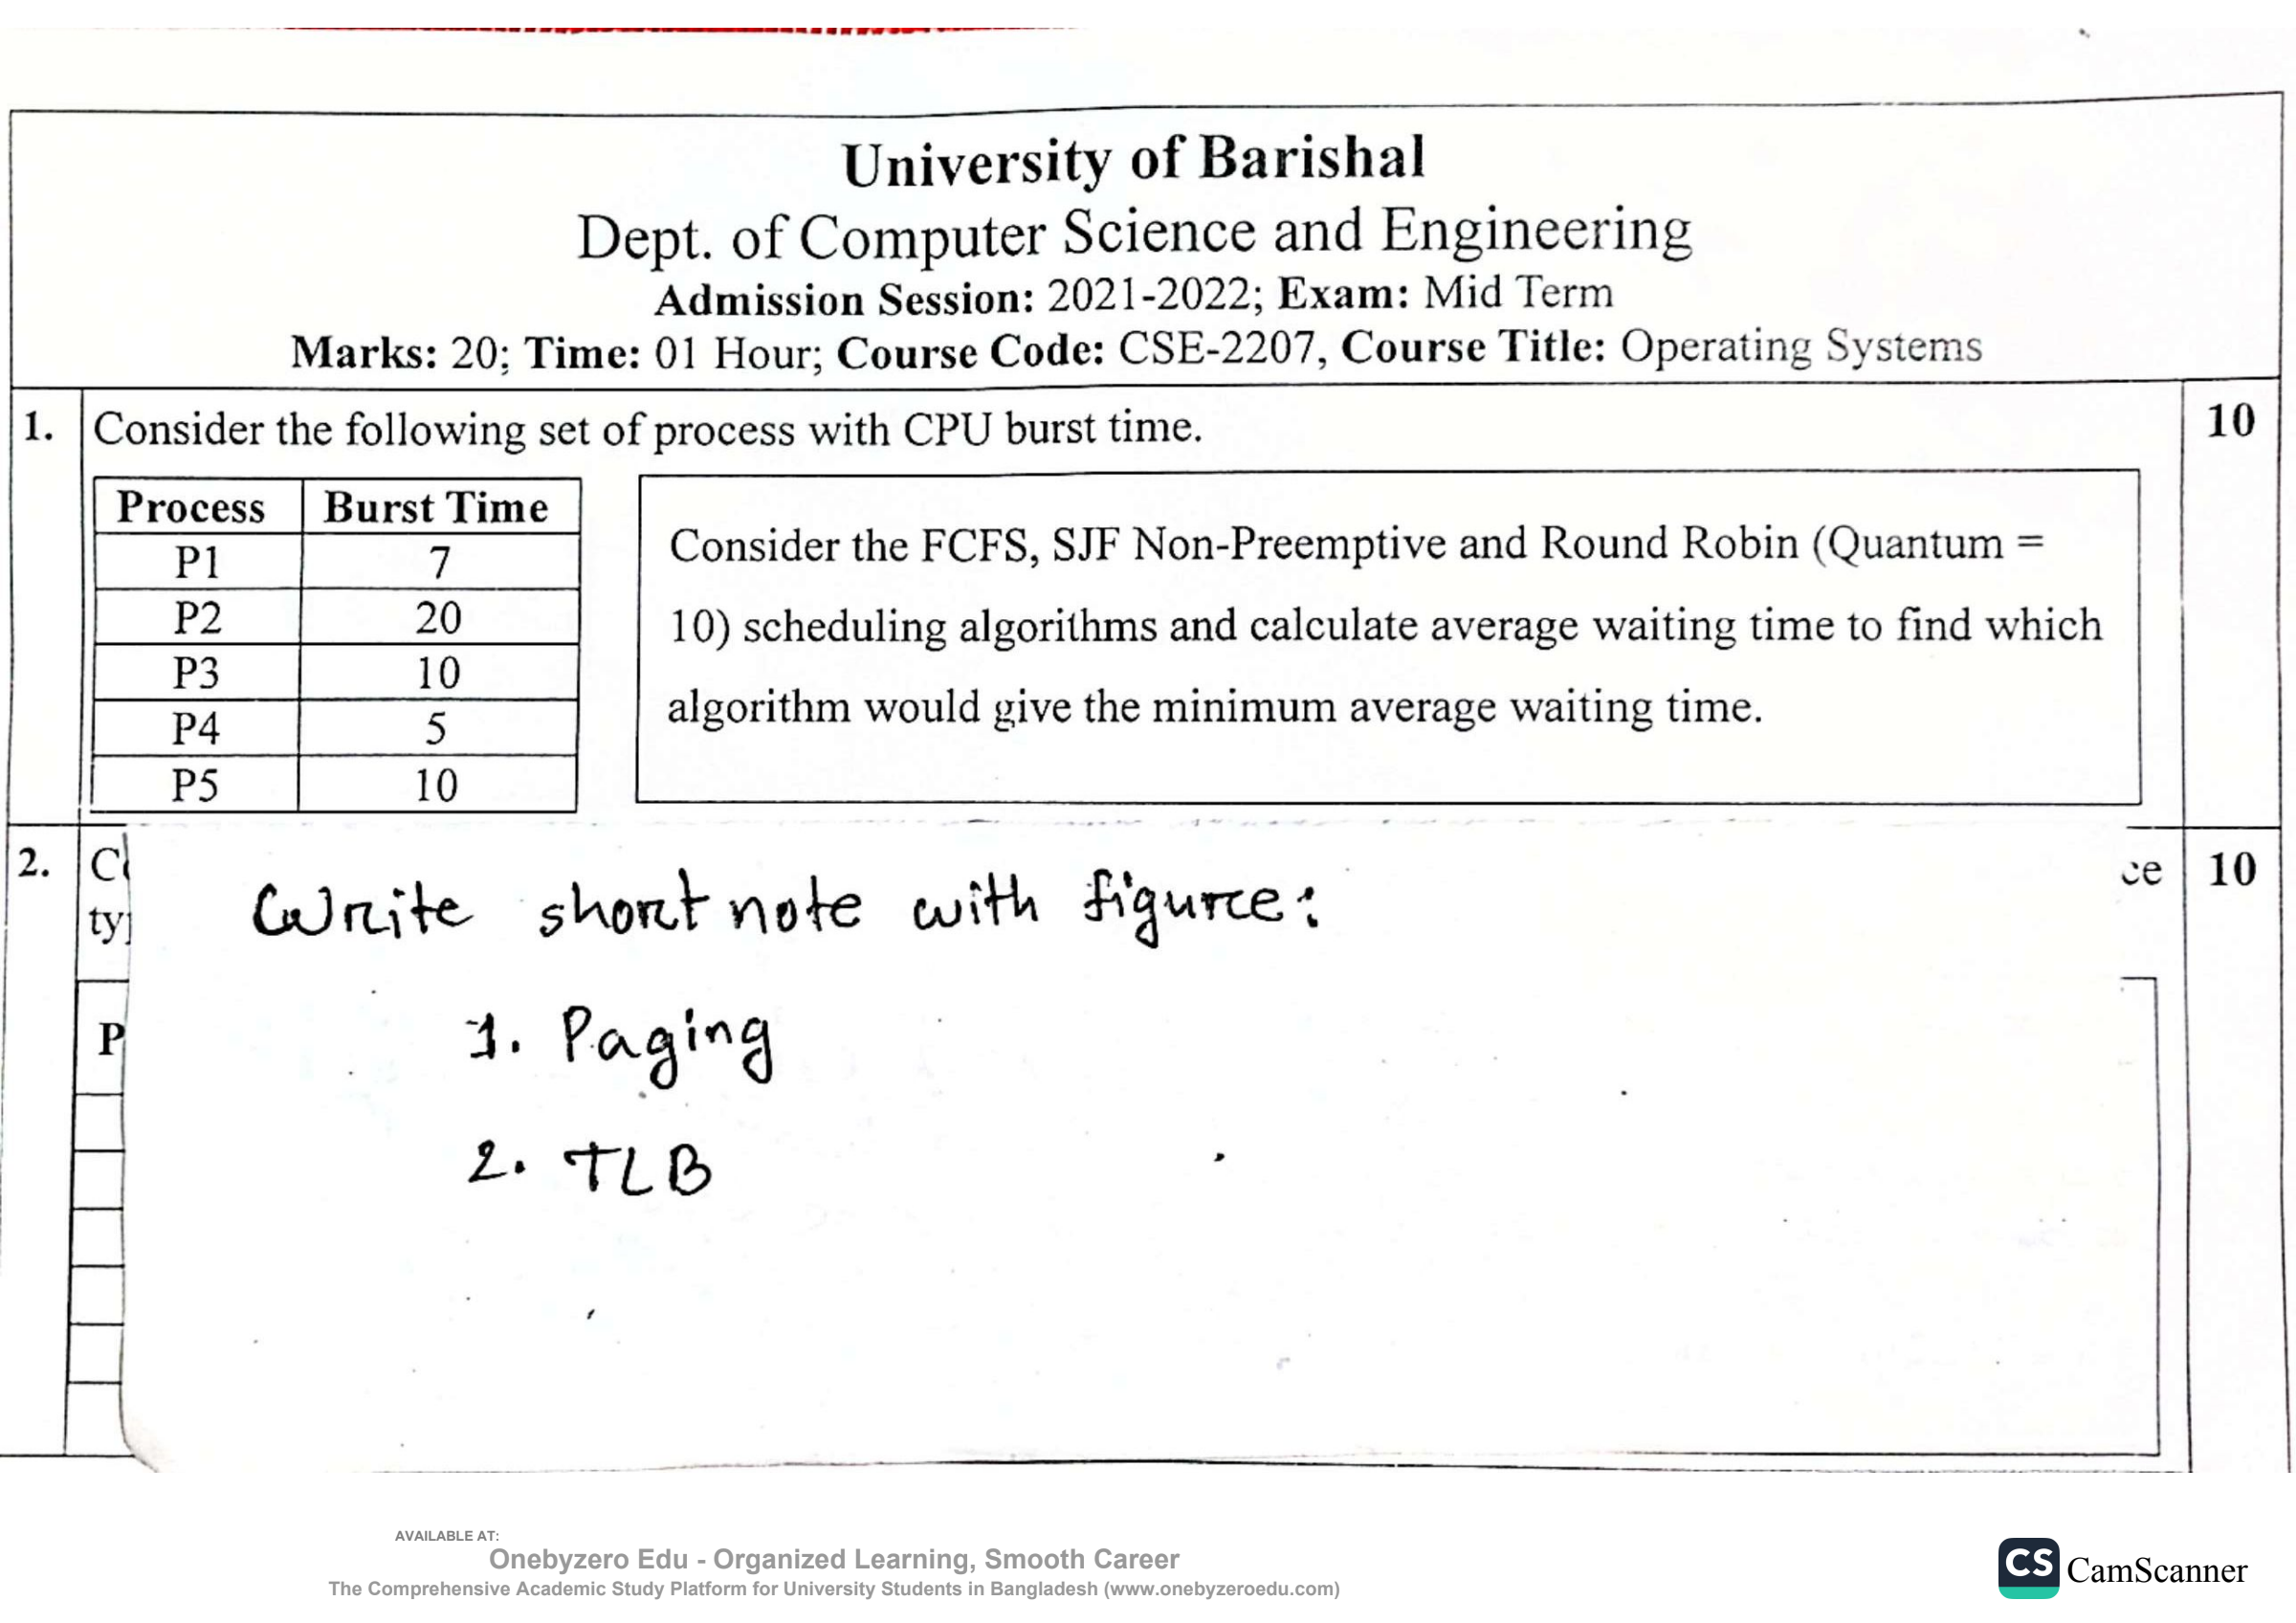 University of Barishal
Dept. of Computer Science and Engineering
Admission Session: 2021-2022; Exam: Mid Term
Marks: 20; Time: 01 Hour; Course Code: CSE-2207, Course Title: Operating Systems
1. Consider the following set of process with CPU burst time. 10
Process Burst Time
P1 7
P2 20
P3 10
P4 5
P5 10
Consider the FCFS, SJF Non-Preemptive and Round Robin (Quantum =
10) scheduling algorithms and calculate average waiting time to find which
algorithm would give the minimum average waiting time.
2. 10
Write short note with figure:
1. Paging
2. TLB
AVAILABLE AT:
Onebyzero Edu - Organized Learning, Smooth Career
The Comprehensive Academic Study Platform for University Students in Bangladesh (www.onebyzeroedu.com)
CS CamScanner